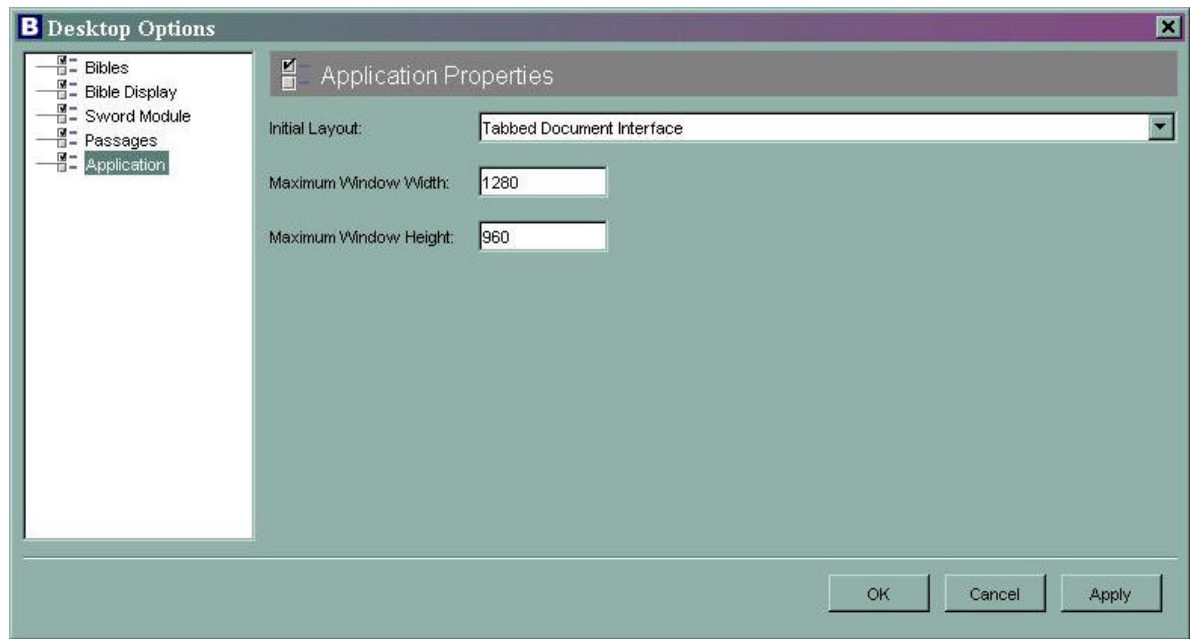 B Desktop Options
Bibles
Bible Display
Sword Module
Passages
Application
Application Properties
Initial Layout: Tabbed Document Interface
Maximum Window Width: 1280
Maximum Window Height: 960
OK Cancel Apply